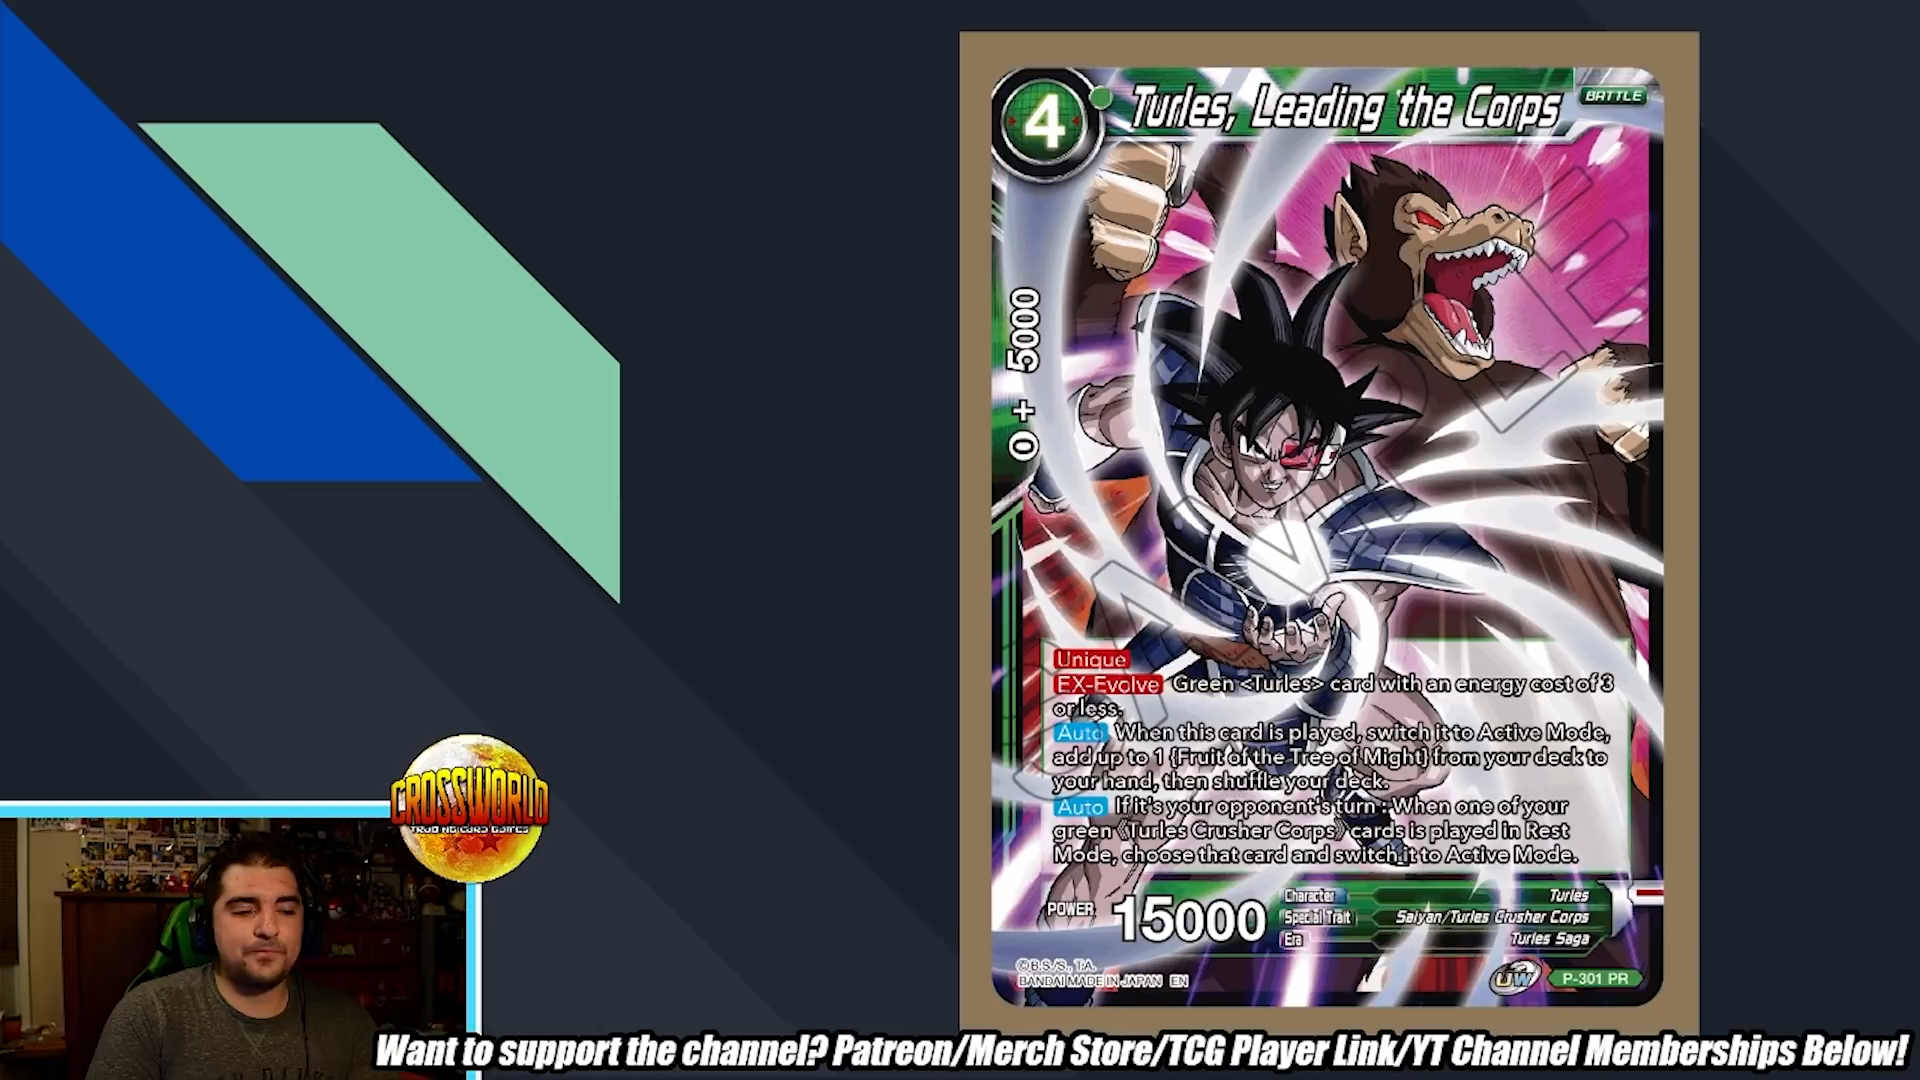 4
Turles, Leading the Corps
BATTLE
0 + 5000
SAMPLE
Unique
EX-Evolve Green <Turles> card with an energy cost of 3
or less.
Auto When this card is played, switch it to Active Mode,
add up to 1 {Fruit of the Tree of Might} from your deck to
your hand, then shuffle your deck.
Auto If it's your opponent's turn : When one of your
green 《Turles Crusher Corps》 cards is played in Rest
Mode, choose that card and switch it to Active Mode.
POWER 15000
Character Turles
Special Trait Saiyan/Turles Crusher Corps
Era Turles Saga
©B.S./S., T.A.
BANDAI MADE IN JAPAN EN
UW P-301 PR
CROSSWORLD
TRADING CARD GAMES
Want to support the channel? Patreon/Merch Store/TCG Player Link/YT Channel Memberships Below!